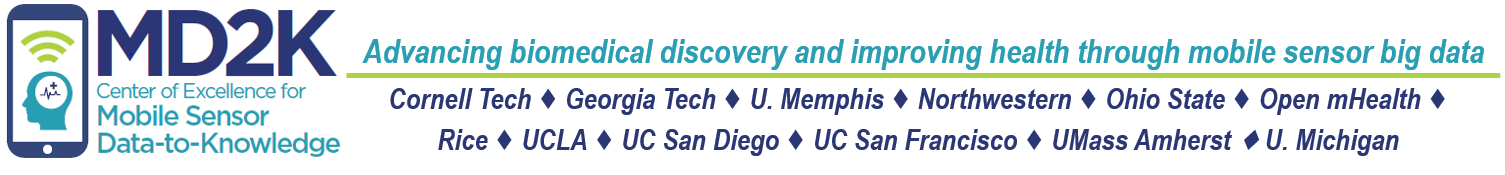 MD2K
Center of Excellence for
Mobile Sensor
Data-to-Knowledge
Advancing biomedical discovery and improving health through mobile sensor big data
Cornell Tech ♦ Georgia Tech ♦ U. Memphis ♦ Northwestern ♦ Ohio State ♦ Open mHealth ♦
Rice ♦ UCLA ♦ UC San Diego ♦ UC San Francisco ♦ UMass Amherst ♦ U. Michigan